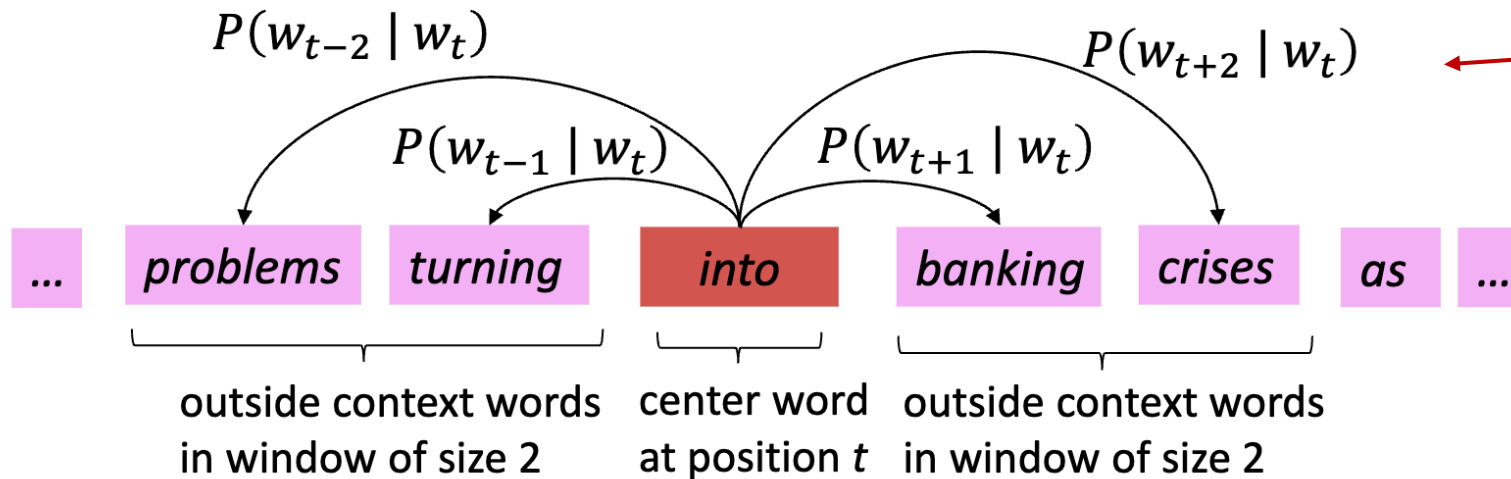 P(w_{t−2} | w_t)
P(w_{t+2} | w_t)
P(w_{t−1} | w_t)
P(w_{t+1} | w_t)
... problems turning into banking crises as ...
outside context words
in window of size 2
center word
at position t
outside context words
in window of size 2